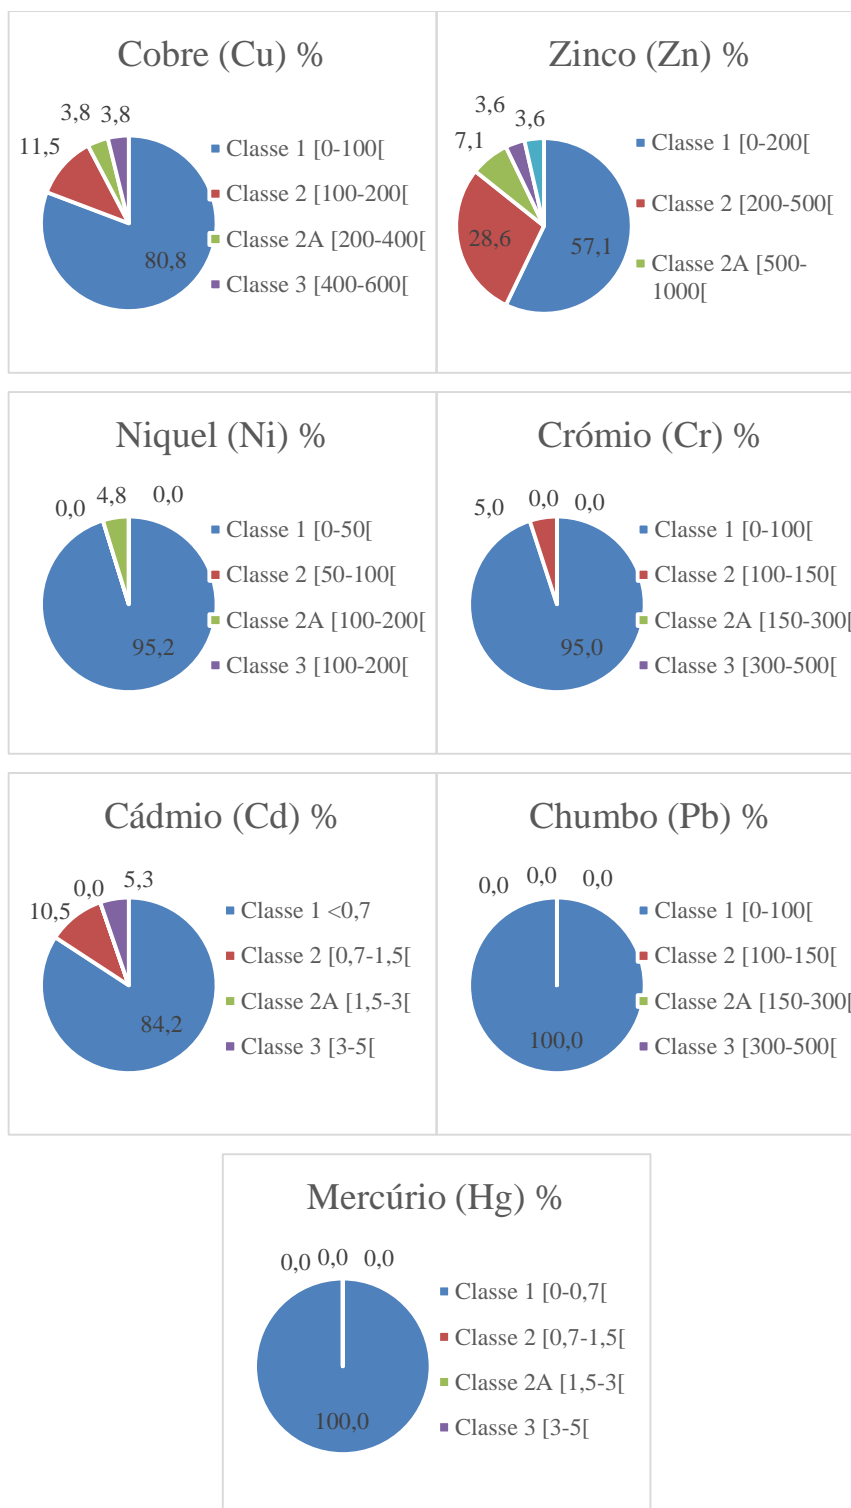 Cobre (Cu) %
3,8 3,8
11,5
80,8
Classe 1 [0-100[
Classe 2 [100-200[
Classe 2A [200-400[
Classe 3 [400-600[
Zinco (Zn) %
3,6
3,6
7,1
28,6
57,1
Classe 1 [0-200[
Classe 2 [200-500[
Classe 2A [500-
1000[
Niquel (Ni) %
0,0
4,8
0,0
95,2
Classe 1 [0-50[
Classe 2 [50-100[
Classe 2A [100-200[
Classe 3 [100-200[
Crómio (Cr) %
5,0
0,0
0,0
95,0
Classe 1 [0-100[
Classe 2 [100-150[
Classe 2A [150-300[
Classe 3 [300-500[
Cádmio (Cd) %
10,5
0,0
5,3
84,2
Classe 1 <0,7
Classe 2 [0,7-1,5[
Classe 2A [1,5-3[
Classe 3 [3-5[
Chumbo (Pb) %
0,0
0,0
0,0
100,0
Classe 1 [0-100[
Classe 2 [100-150[
Classe 2A [150-300[
Classe 3 [300-500[
Mercúrio (Hg) %
0,0 0,0 0,0
100,0
Classe 1 [0-0,7[
Classe 2 [0,7-1,5[
Classe 2A [1,5-3[
Classe 3 [3-5[